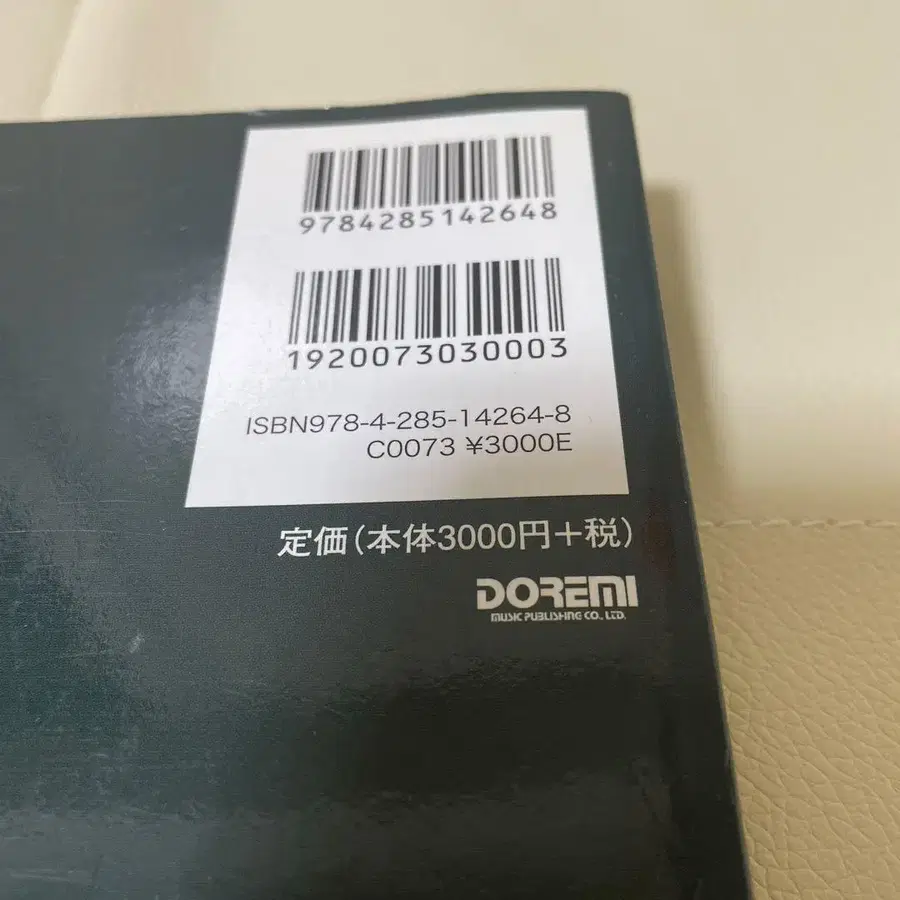 9784285142648
1920073030003
ISBN978-4-285-14264-8
C0073 ¥3000E
定価(本体3000円+税)
DOREMI
MUSIC PUBLISHING CO., LTD.